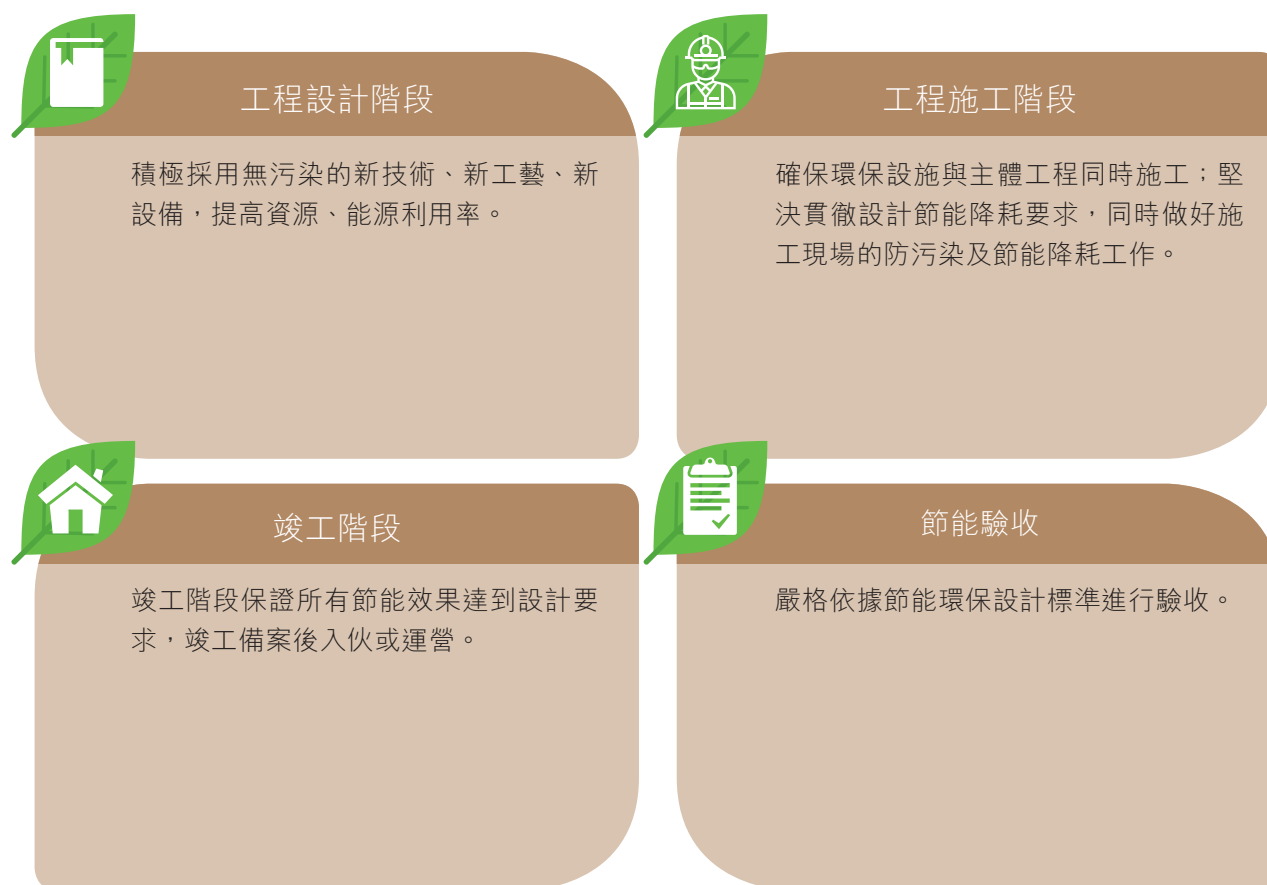 工程設計階段
積極採用無污染的新技術、新工藝、新
設備，提高資源、能源利用率。
工程施工階段
確保環保設施與主體工程同時施工；堅
決貫徹設計節能降耗要求，同時做好施
工現場的防污染及節能降耗工作。
竣工階段
竣工階段保證所有節能效果達到設計要
求，竣工備案後入伙或運營。
節能驗收
嚴格依據節能環保設計標準進行驗收。